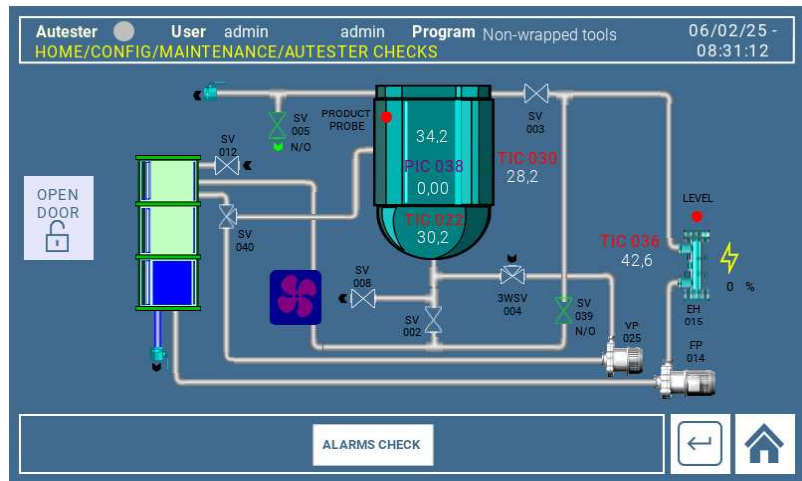 Autester User admin admin Program Non-wrapped tools 06/02/25 -
HOME/CONFIG/MAINTENANCE/AUTESTER CHECKS 08:31:12
PRODUCT
PROBE
SV
005
N/O
SV
003
SV
012
34,2
PIC 038
0,00
TIC 030
28,2
OPEN
DOOR
LEVEL
TIC 022
30,2
SV
040
TIC 036
42,6
0 %
SV
008
3WSV
004
SV
039
N/O
EH
015
SV
002
VP
025
FP
014
ALARMS CHECK